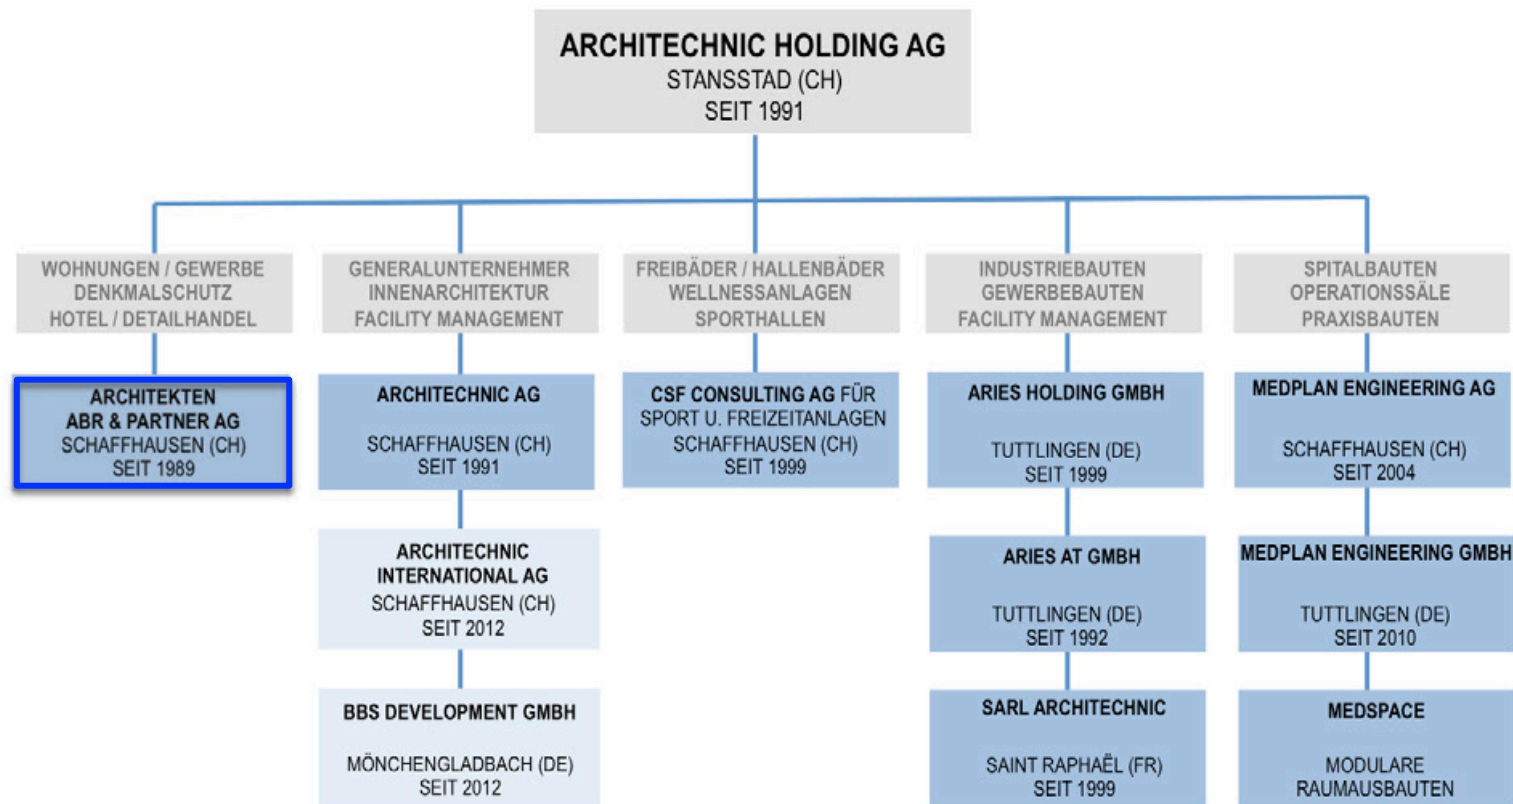 ARCHITECHNIC HOLDING AG
STANSSTAD (CH)
SEIT 1991
WOHNUNGEN / GEWERBE
DENKMALSCHUTZ
HOTEL / DETAILHANDEL
GENERALUNTERNEHMER
INNENARCHITEKTUR
FACILITY MANAGEMENT
FREIBÄDER / HALLENBÄDER
WELLNESSANLAGEN
SPORTHALLEN
INDUSTRIEBAUTEN
GEWERBEBAUTEN
FACILITY MANAGEMENT
SPITALBAUTEN
OPERATIONSSÄLE
PRAXISBAUTEN
ARCHITEKTEN
ABR & PARTNER AG
SCHAFFHAUSEN (CH)
SEIT 1989
ARCHITECHNIC AG
SCHAFFHAUSEN (CH)
SEIT 1991
CSF CONSULTING AG FÜR
SPORT U. FREIZEITANLAGEN
SCHAFFHAUSEN (CH)
SEIT 1999
ARIES HOLDING GMBH
TUTTLINGEN (DE)
SEIT 1999
MEDPLAN ENGINEERING AG
SCHAFFHAUSEN (CH)
SEIT 2004
ARCHITECHNIC
INTERNATIONAL AG
SCHAFFHAUSEN (CH)
SEIT 2012
ARIES AT GMBH
TUTTLINGEN (DE)
SEIT 1992
MEDPLAN ENGINEERING GMBH
TUTTLINGEN (DE)
SEIT 2010
BBS DEVELOPMENT GMBH
MÖNCHENGLADBACH (DE)
SEIT 2012
SARL ARCHITECHNIC
SAINT RAPHAËL (FR)
SEIT 1999
MEDSPACE
MODULARE
RAUMAUSBAUTEN